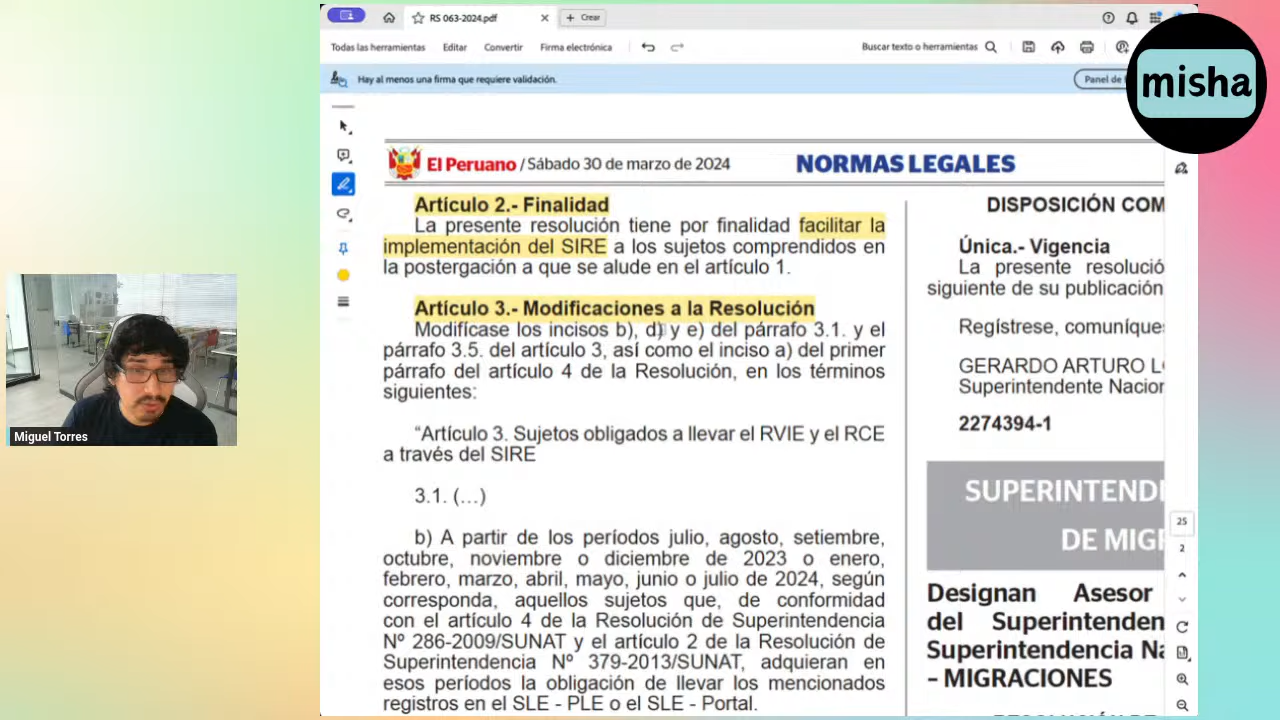 RS 063-2024.pdf
Crear
Todas las herramientas
Editar
Convertir
Firma electrónica
Buscar texto o herramientas
Hay al menos una firma que requiere validación.
Panel de
misha
El Peruano / Sábado 30 de marzo de 2024
NORMAS LEGALES
Artículo 2.- Finalidad
La presente resolución tiene por finalidad facilitar la
implementación del SIRE a los sujetos comprendidos en
la postergación a que se alude en el artículo 1.
Artículo 3.- Modificaciones a la Resolución
Modifícase los incisos b), d) y e) del párrafo 3.1. y el
párrafo 3.5. del artículo 3, así como el inciso a) del primer
párrafo del artículo 4 de la Resolución, en los términos
siguientes:
“Artículo 3. Sujetos obligados a llevar el RVIE y el RCE
a través del SIRE
3.1. (…)
b) A partir de los períodos julio, agosto, setiembre,
octubre, noviembre o diciembre de 2023 o enero,
febrero, marzo, abril, mayo, junio o julio de 2024, según
corresponda, aquellos sujetos que, de conformidad
con el artículo 4 de la Resolución de Superintendencia
Nº 286-2009/SUNAT y el artículo 2 de la Resolución de
Superintendencia Nº 379-2013/SUNAT, adquieran en
esos períodos la obligación de llevar los mencionados
registros en el SLE - PLE o el SLE - Portal.
DISPOSICIÓN COM
Única.- Vigencia
La presente resolució
siguiente de su publicación
Regístrese, comuníques
GERARDO ARTURO L
Superintendente Nacion
2274394-1
SUPERINTEND
DE MIG
Designan Asesor
del Superintenden
Superintendencia Na
– MIGRACIONES
25
2
Miguel Torres